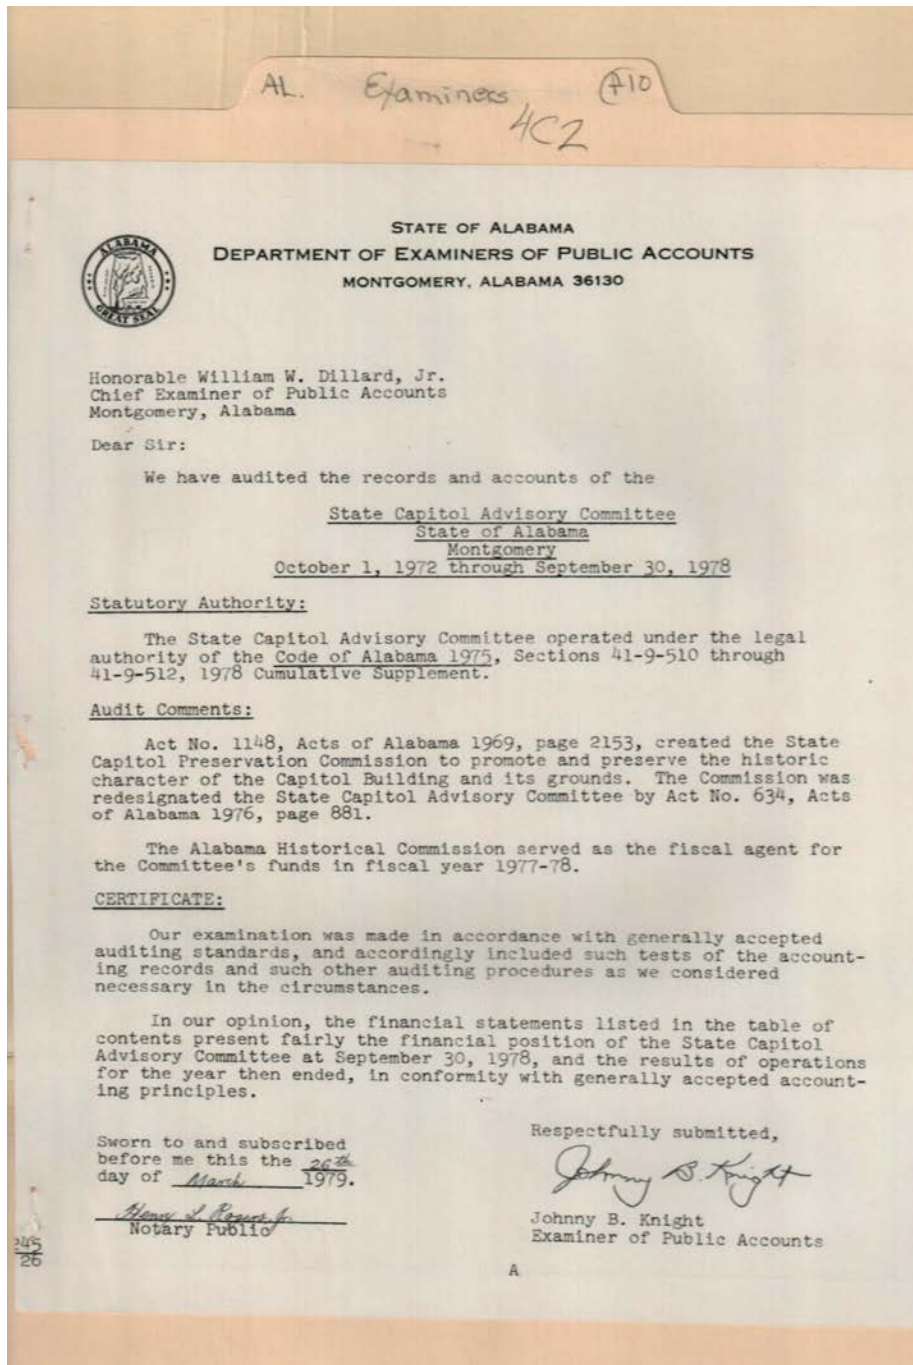 AL. Examiners
4C2
STATE OF ALABAMA
DEPARTMENT OF EXAMINERS OF PUBLIC ACCOUNTS
MONTGOMERY, ALABAMA 36130
ALABAMA
GREAT SEAL
Honorable William W. Dillard, Jr.
Chief Examiner of Public Accounts
Montgomery, Alabama
Dear Sir:
We have audited the records and accounts of the
State Capitol Advisory Committee
State of Alabama
Montgomery
October 1, 1972 through September 30, 1978
Statutory Authority:
The State Capitol Advisory Committee operated under the legal
authority of the Code of Alabama 1975, Sections 41-9-510 through
41-9-512, 1978 Cumulative Supplement.
Audit Comments:
Act No. 1148, Acts of Alabama 1969, page 2153, created the State
Capitol Preservation Commission to promote and preserve the historic
character of the Capitol Building and its grounds. The Commission was
redesignated the State Capitol Advisory Committee by Act No. 634, Acts
of Alabama 1976, page 881.
The Alabama Historical Commission served as the fiscal agent for
the Committee's funds in fiscal year 1977-78.
CERTIFICATE:
Our examination was made in accordance with generally accepted
auditing standards, and accordingly included such tests of the account-
ing records and such other auditing procedures as we considered
necessary in the circumstances.
In our opinion, the financial statements listed in the table of
contents present fairly the financial position of the State Capitol
Advisory Committee at September 30, 1978, and the results of operations
for the year then ended, in conformity with generally accepted account-
ing principles.
Sworn to and subscribed
before me this the 26th
day of March 1979.
Henry L. Rogers Jr.
Notary Public
Respectfully submitted,
Johnny B. Knight
Johnny B. Knight
Examiner of Public Accounts
26
A